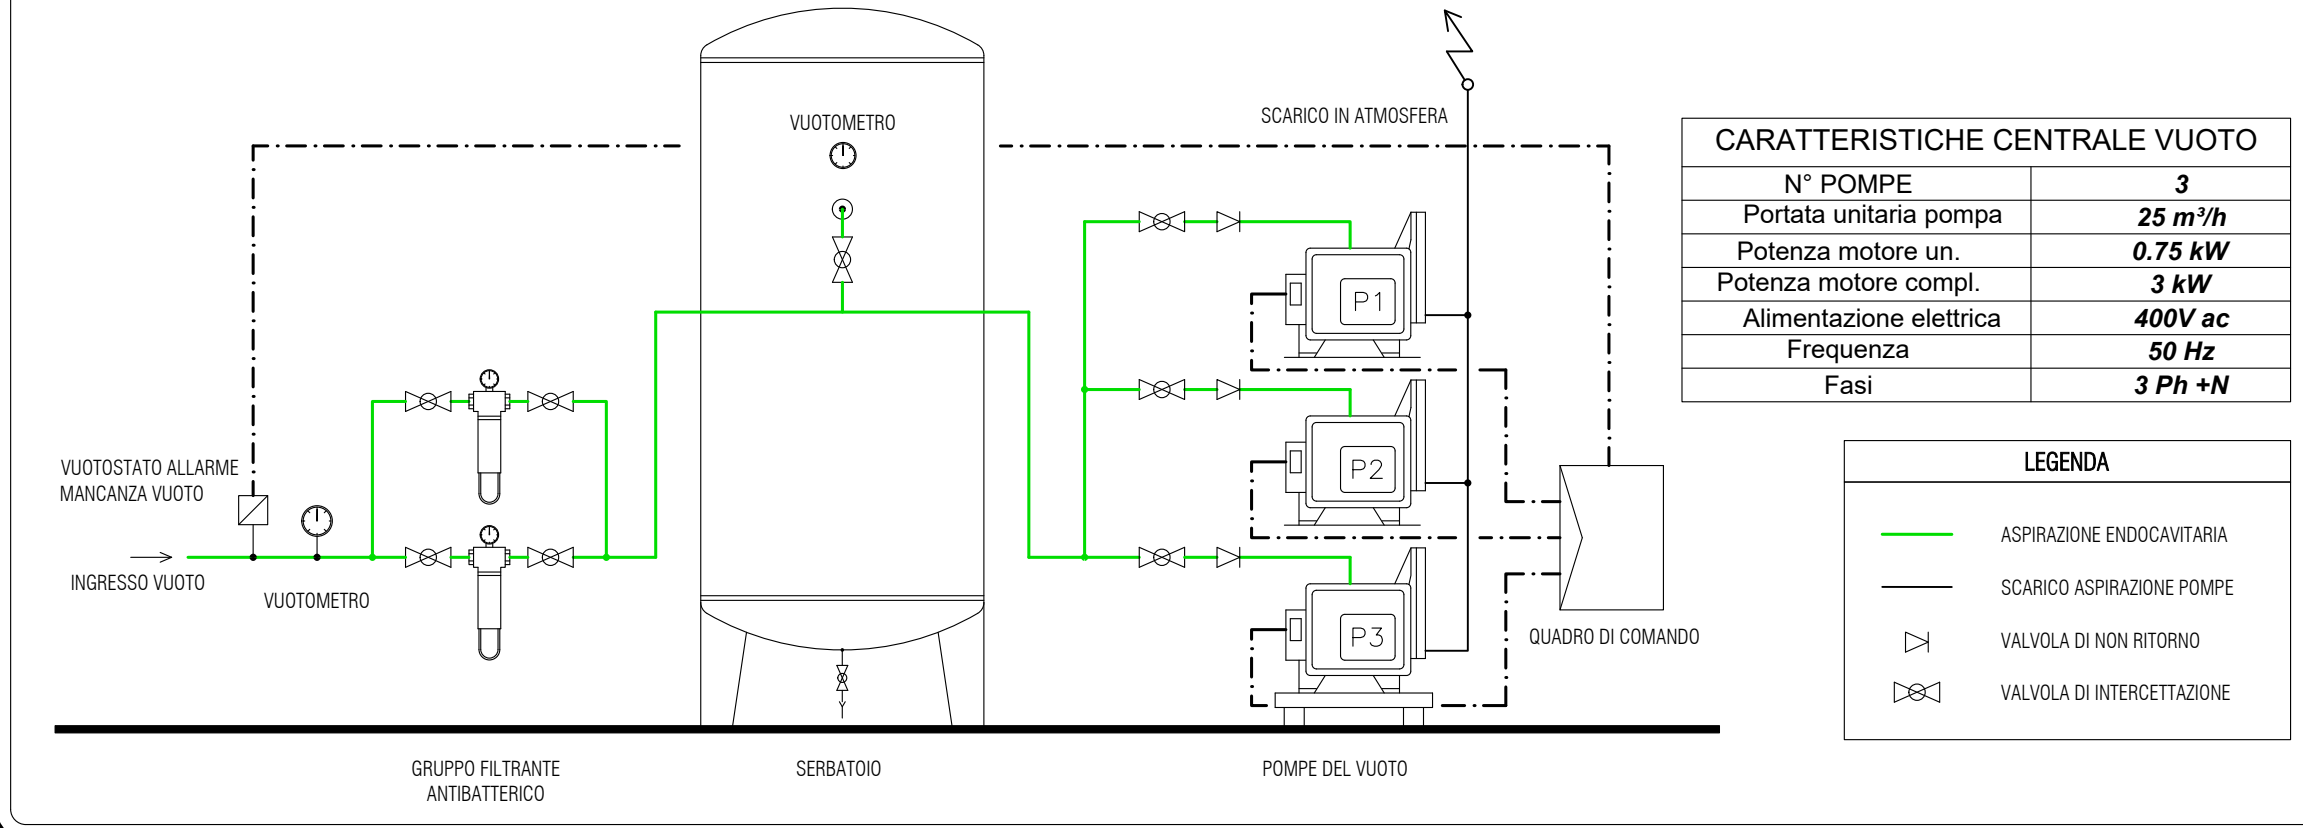 VUOTOMETRO
SCARICO IN ATMOSFERA
CARATTERISTICHE CENTRALE VUOTO
N° POMPE 3
Portata unitaria pompa 25 m³/h
Potenza motore un. 0.75 kW
Potenza motore compl. 3 kW
Alimentazione elettrica 400V ac
Frequenza 50 Hz
Fasi 3 Ph +N
P1
P2
P3
VUOTOSTATO ALLARME
MANCANZA VUOTO
INGRESSO VUOTO
VUOTOMETRO
QUADRO DI COMANDO
LEGENDA
ASPIRAZIONE ENDOCAVITARIA
SCARICO ASPIRAZIONE POMPE
VALVOLA DI NON RITORNO
VALVOLA DI INTERCETTAZIONE
GRUPPO FILTRANTE
ANTIBATTERICO
SERBATOIO
POMPE DEL VUOTO